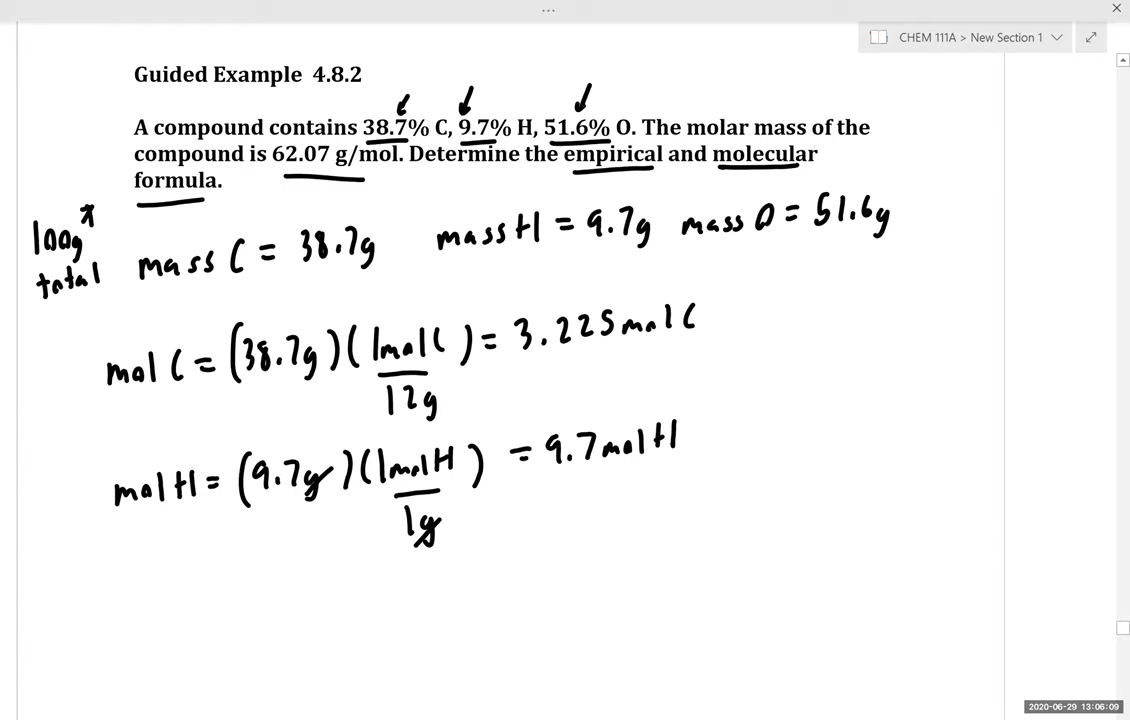 CHEM 111A > New Section 1
Guided Example 4.8.2
A compound contains 38.7% C, 9.7% H, 51.6% O. The molar mass of the
compound is 62.07 g/mol. Determine the empirical and molecular
formula.
100g*
total
mass C = 38.7g mass H = 9.7g mass O = 51.6g
mol C = (38.7g)(1mol C/12g) = 3.225 mol C
mol H = (9.7g)(1mol H/1g) = 9.7 mol H
2020-06-29 13:06:09